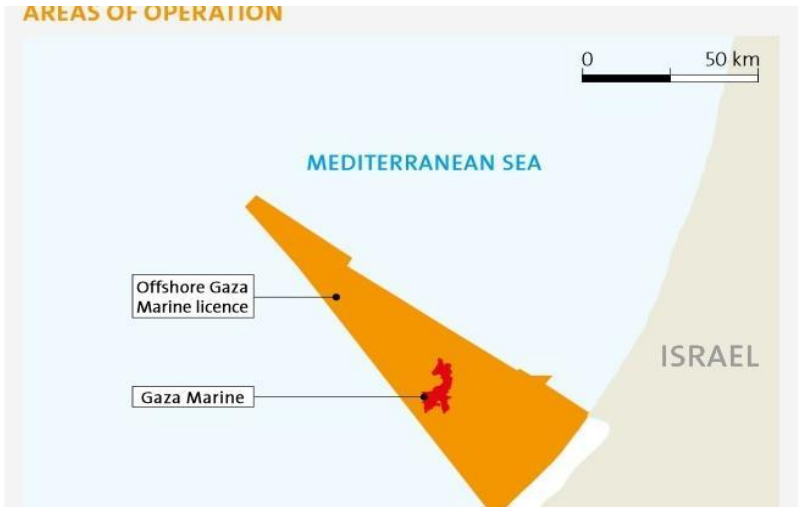 AREAS OF OPERATION
0 50 km
MEDITERRANEAN SEA
Offshore Gaza
Marine licence
ISRAEL
Gaza Marine